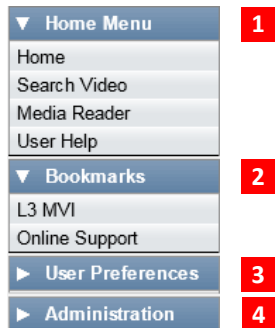 Home Menu 1
Home
Search Video
Media Reader
User Help
Bookmarks 2
L3 MVI
Online Support
User Preferences 3
Administration 4